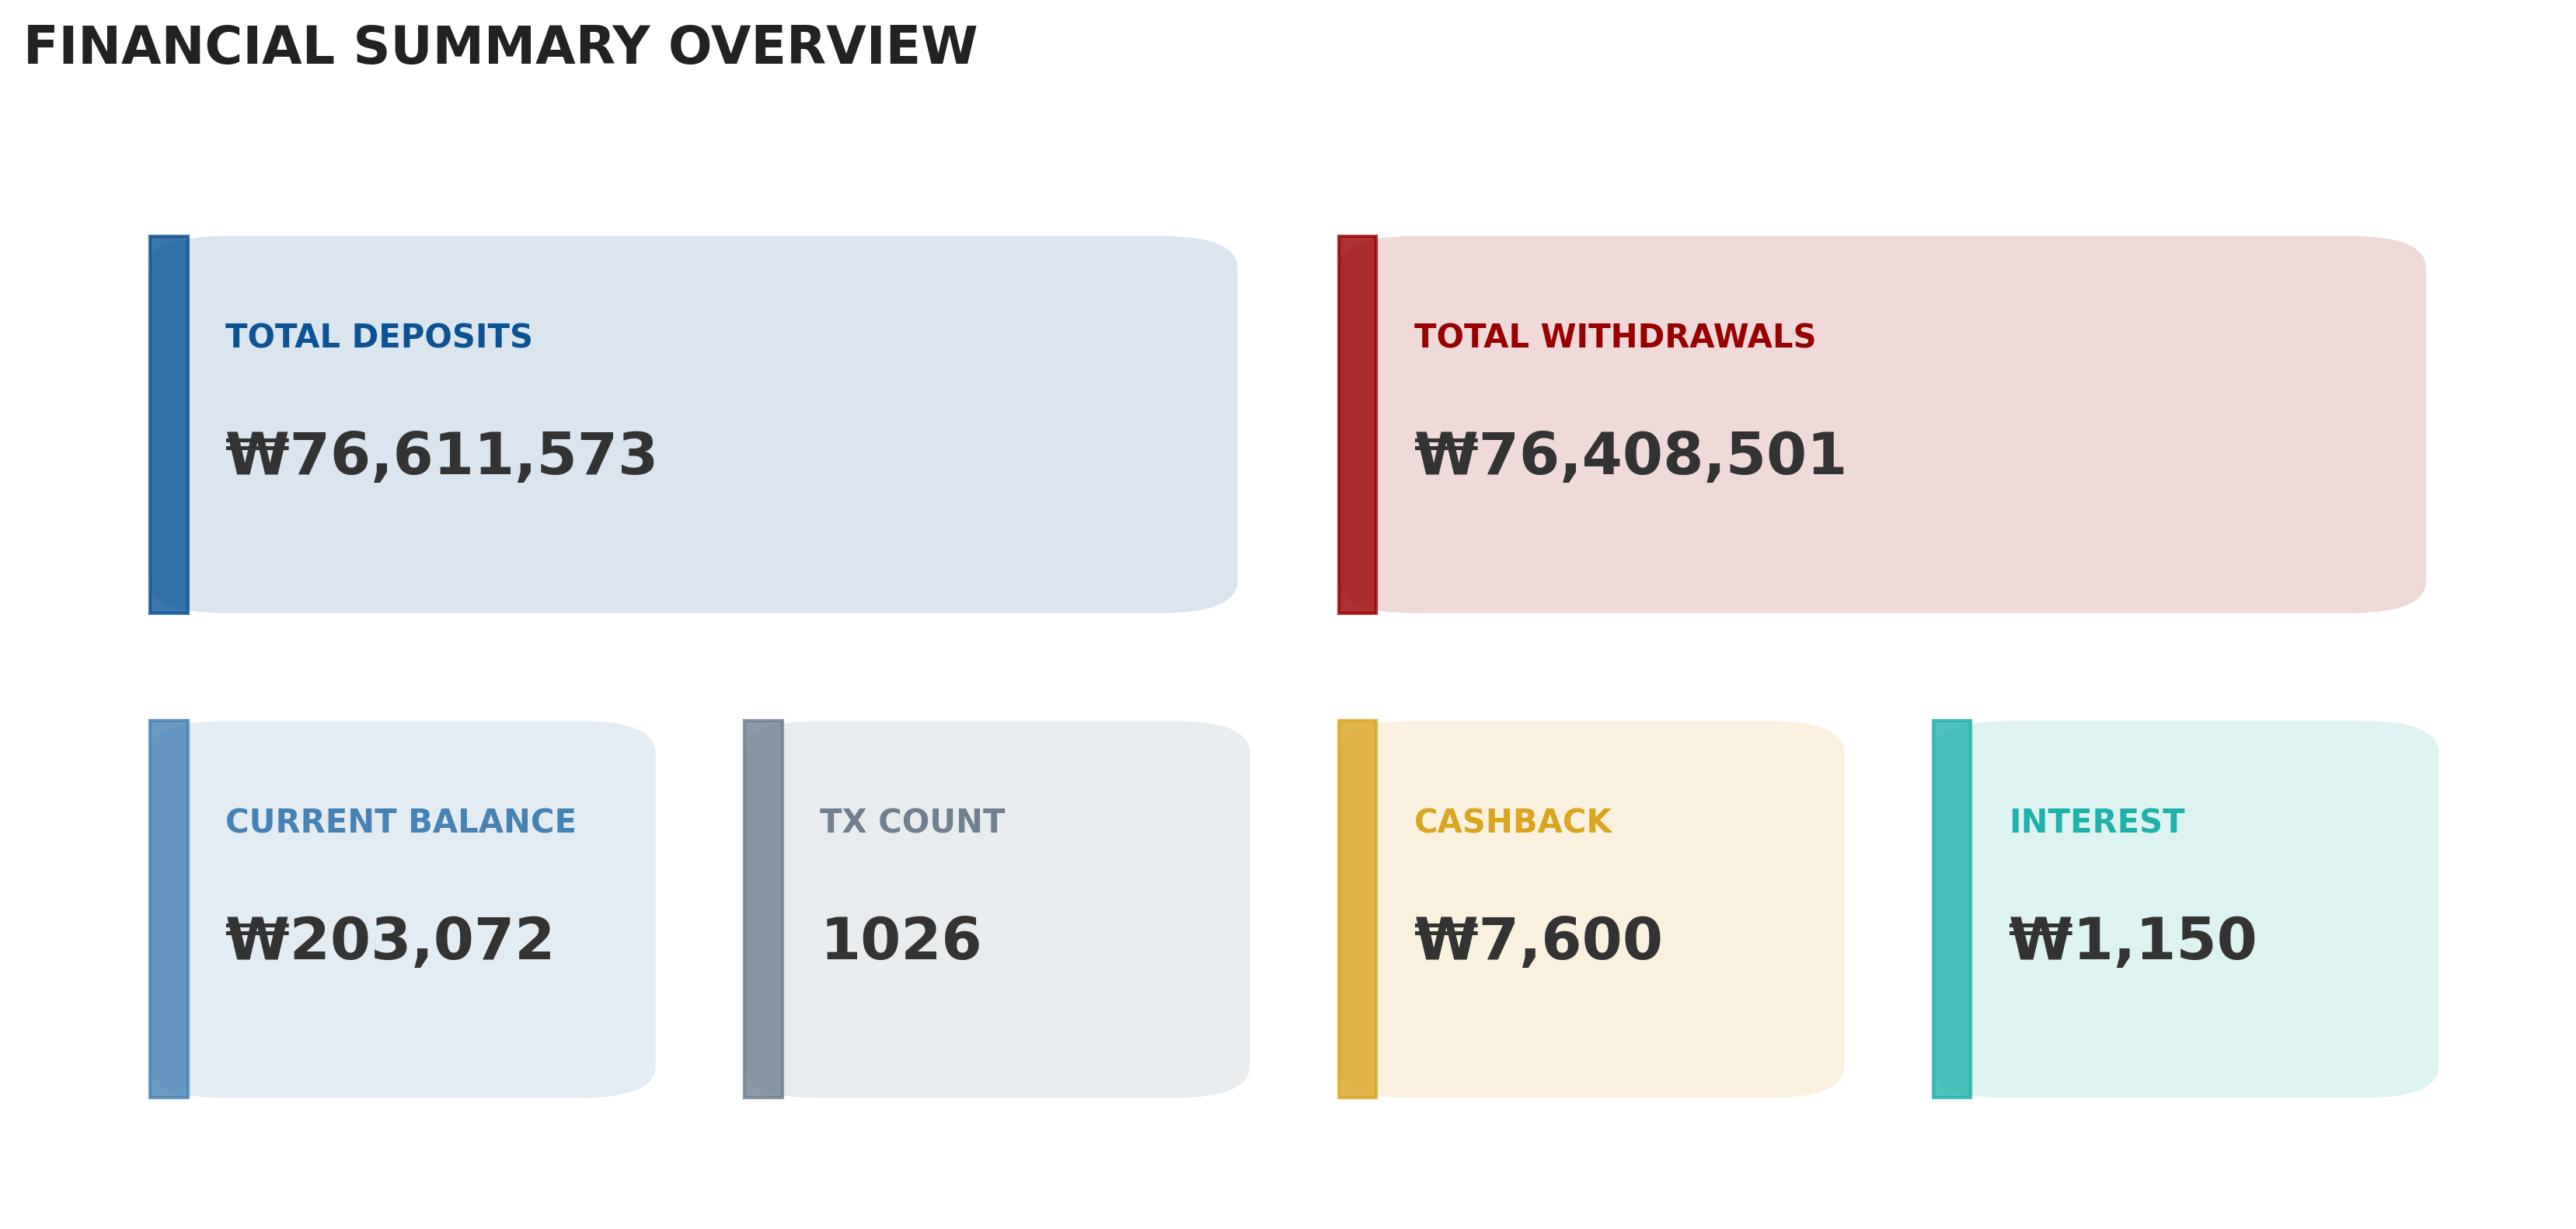 FINANCIAL SUMMARY OVERVIEW
TOTAL DEPOSITS
₩76,611,573
TOTAL WITHDRAWALS
₩76,408,501
CURRENT BALANCE
₩203,072
TX COUNT
1026
CASHBACK
₩7,600
INTEREST
₩1,150